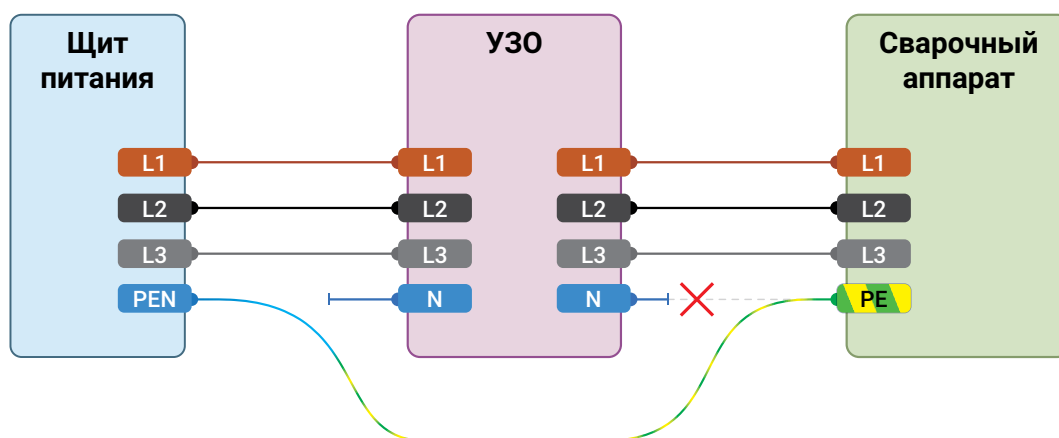 Щит
питания
УЗО
Сварочный
аппарат
L1 L1 L1 L1
L2 L2 L2 L2
L3 L3 L3 L3
PEN N N PE